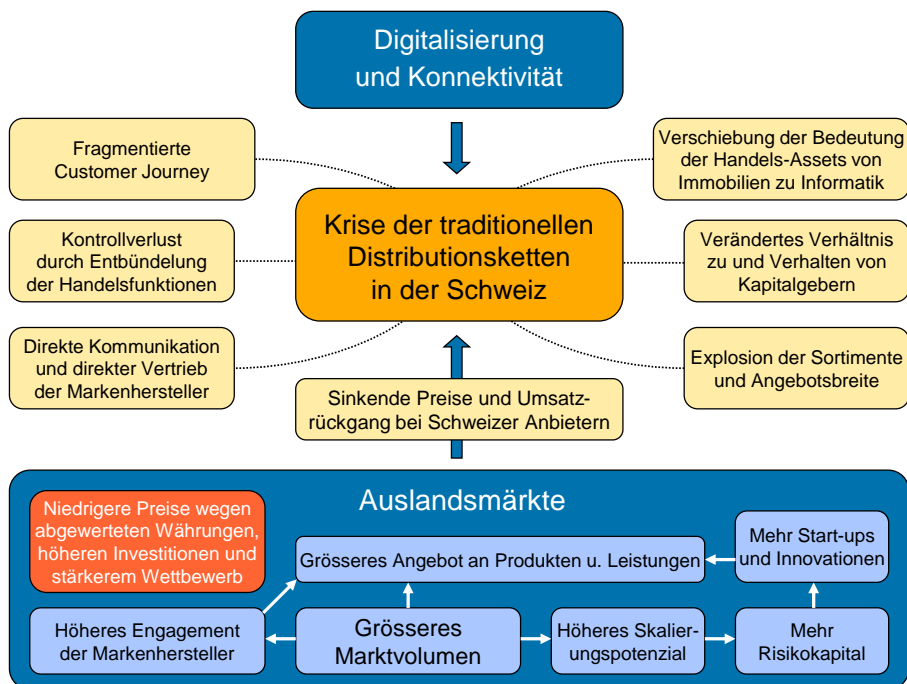 Digitalisierung
und Konnektivität
Fragmentierte
Customer Journey
Verschiebung der Bedeutung
der Handels-Assets von
Immobilien zu Informatik
Krise der traditionellen
Distributionsketten
in der Schweiz
Kontrollverlust
durch Entbündelung
der Handelsfunktionen
Verändertes Verhältnis
zu und Verhalten von
Kapitalgebern
Direkte Kommunikation
und direkter Vertrieb
der Markenhersteller
Explosion der Sortimente
und Angebotsbreite
Sinkende Preise und Umsatz-
rückgang bei Schweizer Anbietern
Auslandsmärkte
Niedrigere Preise wegen
abgewerteten Währungen,
höheren Investitionen und
stärkerem Wettbewerb
Grösseres Angebot an Produkten u. Leistungen
Mehr Start-ups
und Innovationen
Höheres Engagement
der Markenhersteller
Grösseres
Marktvolumen
Höheres Skalier-
ungspotenzial
Mehr
Risikokapital